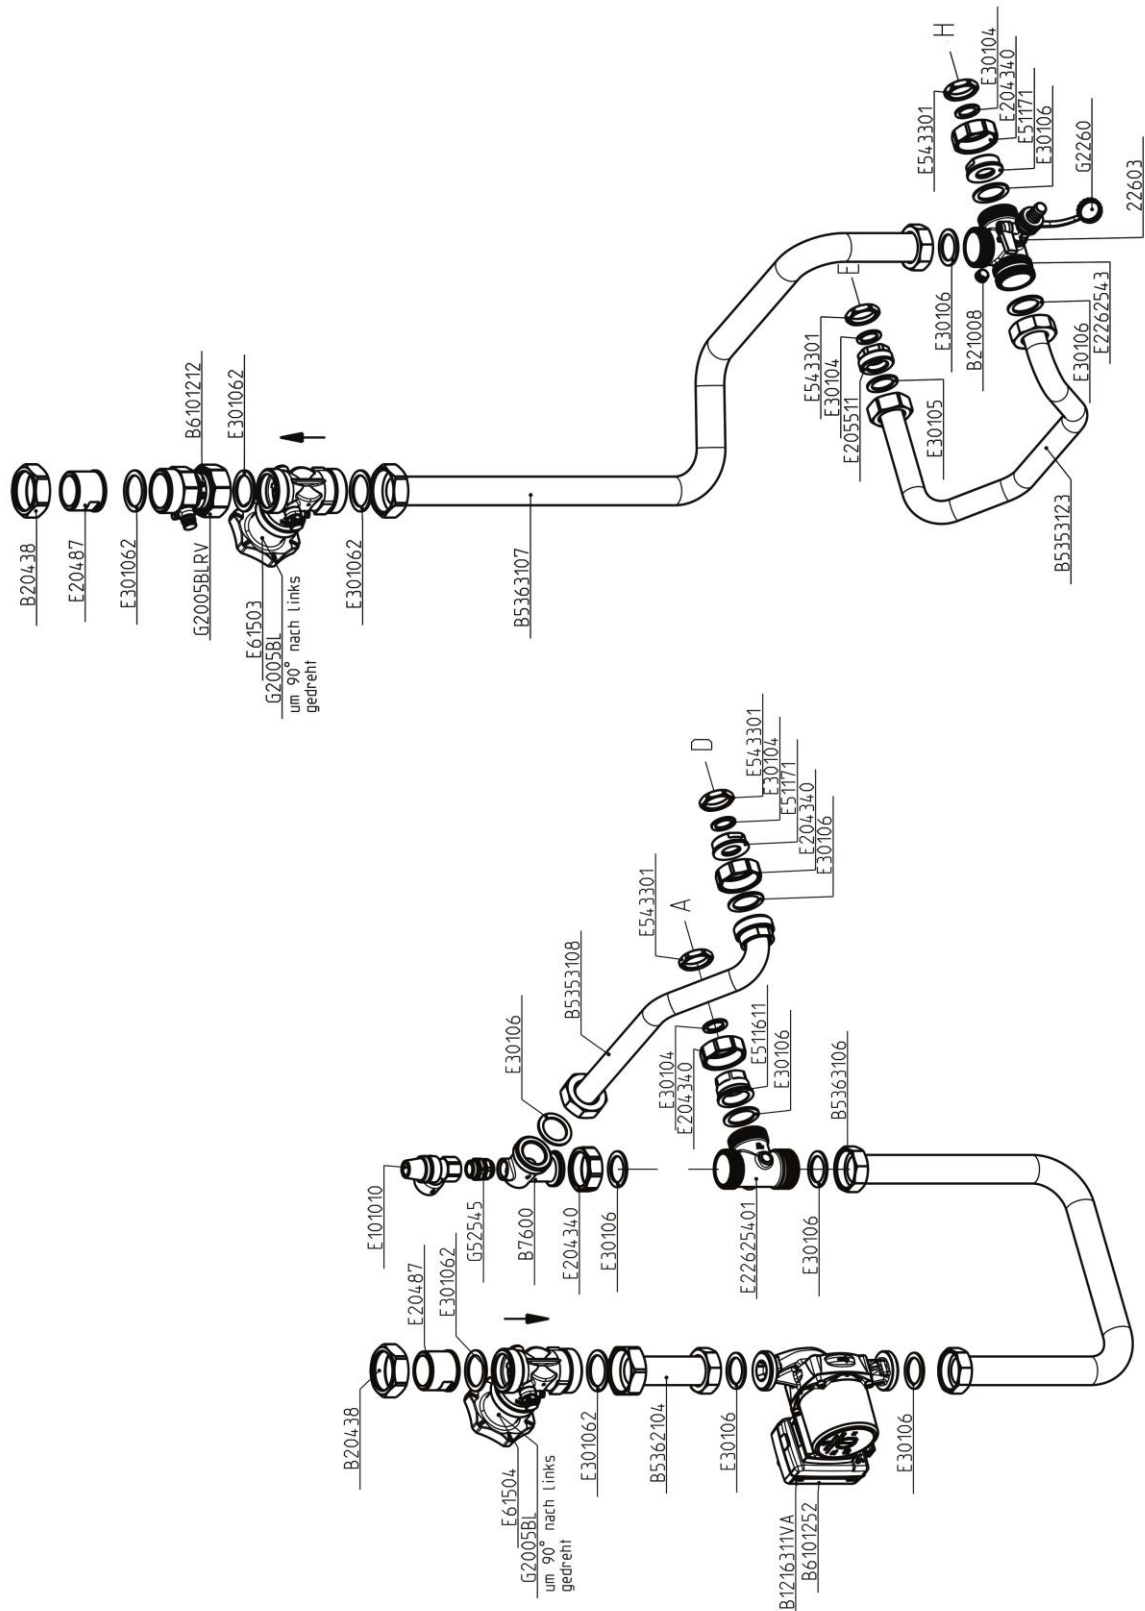 B20438
E20487
E301062
G2005BLRV
B6101212
E301062
E61503
G2005BL
um 90° nach links
gedreht
E301062
B5363107
E543301
H
E30104
E204340
E51171
E30106
G2260
22603
E2262543
E30106
B21008
E30106
E
E543301
E30104
E205511
E30105
B5353123
D
E543301
E30104
E51171
E204340
E30106
A
E543301
B5353108
E30106
E30104
E204340
E511611
E30106
B5363106
E101010
G52545
B7600
E204340
E30106
E22625401
E30106
E20487
E301062
B20438
E61504
G2005BL
um 90° nach links
gedreht
E301062
B5362104
E30106
B1216311VA
B6101252
E30106